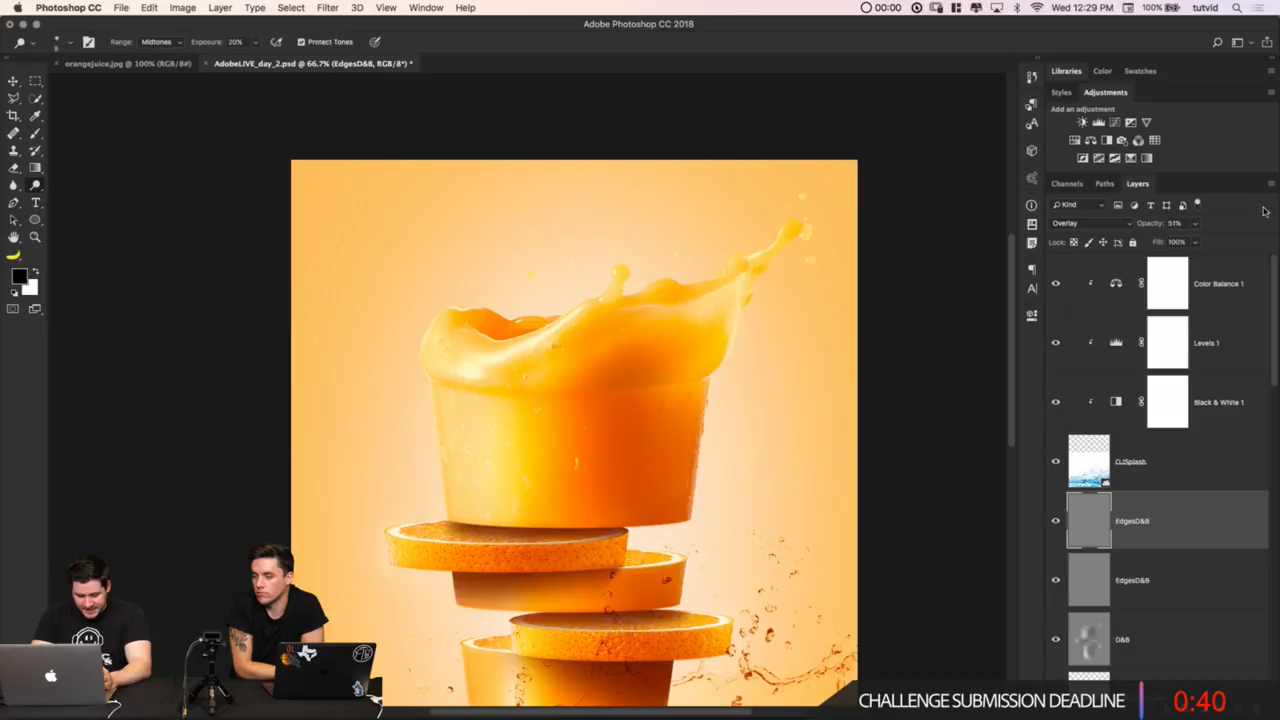 Photoshop CC File Edit Image Layer Type Select Filter 3D View Window Help 00:00 Wed 12:29 PM 100% tutvid
Adobe Photoshop CC 2018
Range: Midtones Exposure: 20% Protect Tones
orangejuice.jpg @ 100% (RGB/8#) AdobeLIVE_day_2.psd @ 66.7% (EdgesD&B, RGB/8*) *
Libraries Color Swatches
Styles Adjustments
Add an adjustment
Channels Paths Layers
Kind
Overlay Opacity: 51%
Lock: Fill: 100%
Color Balance 1
Levels 1
Black & White 1
OJSplash
EdgesD&B
EdgesD&B
D&B
CHALLENGE SUBMISSION DEADLINE 0:40